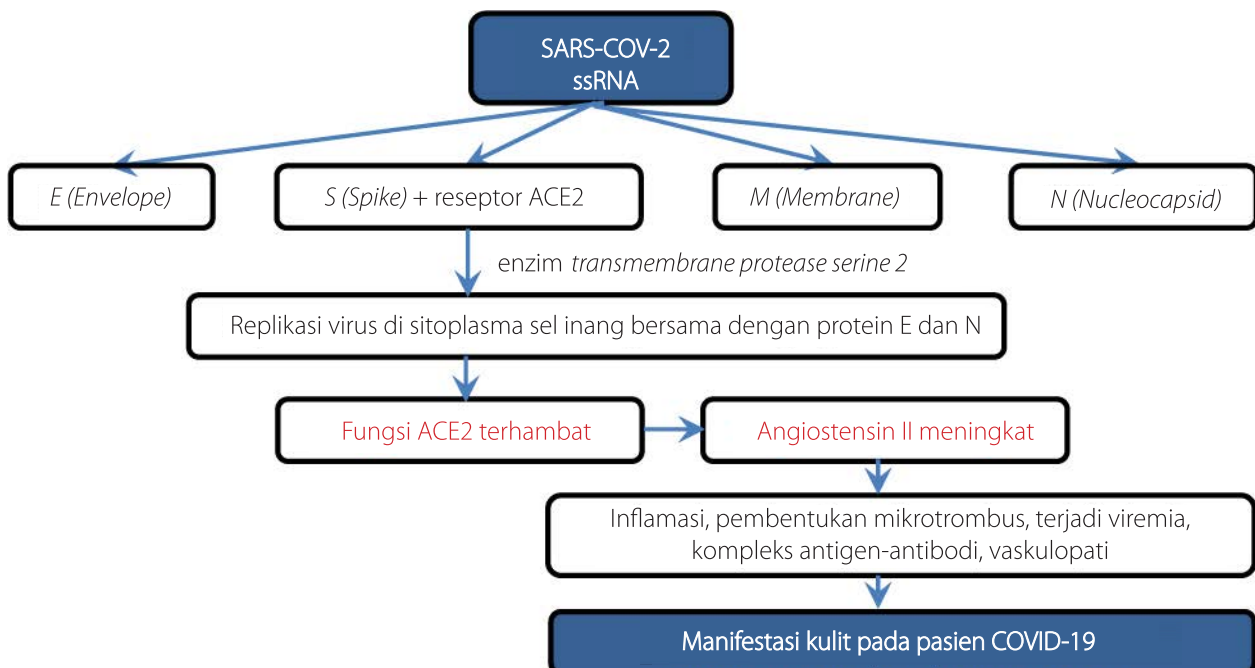 SARS-COV-2
ssRNA
E (Envelope)
S (Spike) + reseptor ACE2
M (Membrane)
N (Nucleocapsid)
enzim transmembrane protease serine 2
Replikasi virus di sitoplasma sel inang bersama dengan protein E dan N
Fungsi ACE2 terhambat
Angiostensin II meningkat
Inflamasi, pembentukan mikrotrombus, terjadi viremia,
kompleks antigen-antibodi, vaskulopati
Manifestasi kulit pada pasien COVID-19